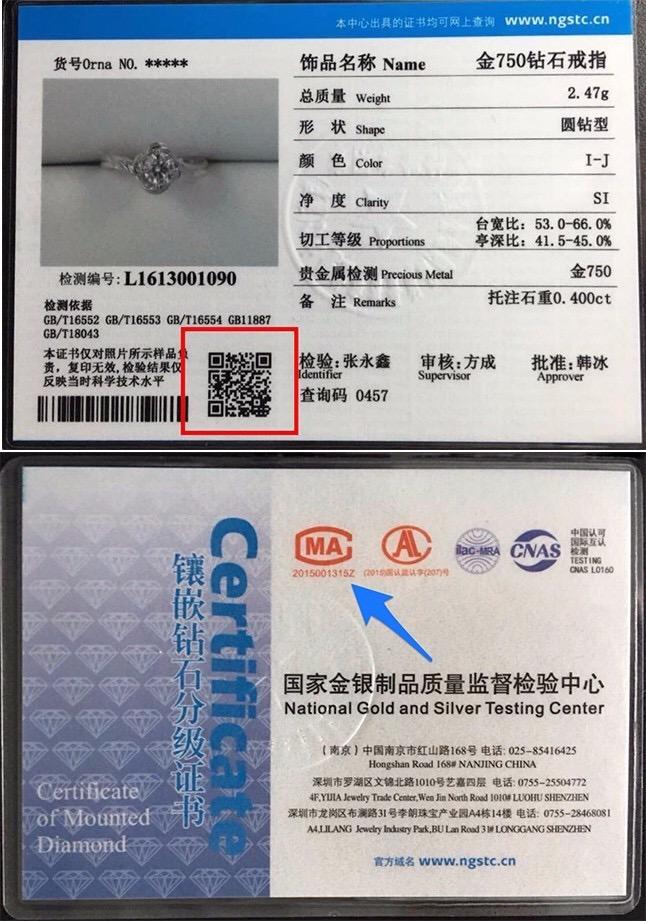 本中心出具的证书均可网上查询 www.ngstc.cn
货号Orna NO. *****
饰品名称 Name 金750钻石戒指
总质量 Weight 2.47g
形 状 Shape 圆钻型
颜 色 Color I-J
净 度 Clarity SI
切工等级 Proportions 台宽比: 53.0-66.0%
亭深比: 41.5-45.0%
贵金属检测 Precious Metal 金750
备 注 Remarks 托注石重0.400ct
检测编号: L1613001090
检测依据
GB/T16552 GB/T16553 GB/T16554 GB11887
GB/T18043
本证书仅对照片所示样品负
责，复印无效,检验结果仅
反映当时科学技术水平
检验: 张永鑫 审核: 方成 批准: 韩冰
Identifier Supervisor Approver
查询码 0457
Certificate
镶嵌钻石分级证书
Certificate
of Mounted
Diamond
MA
2015001315Z
AL
(2015)国认监认字(207)号
ilac-MRA
CNAS
中国认可
国际互认
检测
TESTING
CNAS L0160
国家金银制品质量监督检验中心
National Gold and Silver Testing Center
(南京) 中国南京市红山路168号 电话: 025-85416425
Hongshan Road 168# NANJING CHINA
深圳市罗湖区文锦北路1010号艺嘉四层 电话: 0755-25504772
4F,YIJIA Jewelry Trade Center,Wen Jin North Road 1010# LUOHU SHENZHEN
深圳市龙岗区布澜路31号李朗珠宝产业园A4栋14楼 电话: 0755-28468081
A4,LILANG Jewelry Industry Park,BU Lan Road 31# LONGGANG SHENZHEN
官方域名 www.ngstc.cn